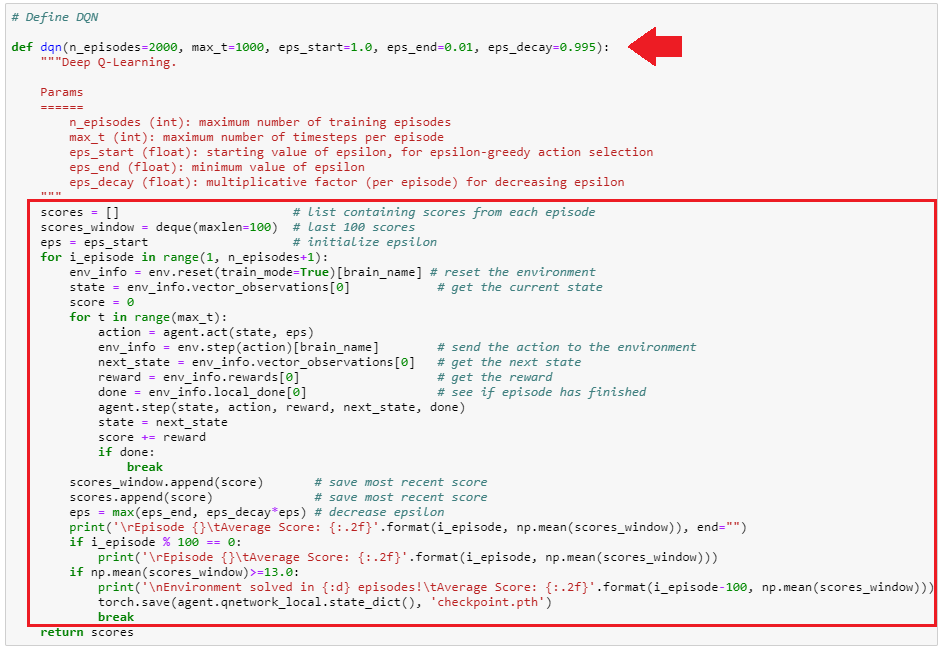 # Define DQN
def dqn(n_episodes=2000, max_t=1000, eps_start=1.0, eps_end=0.01, eps_decay=0.995):
    """Deep Q-Learning.
    Params
    ======
        n_episodes (int): maximum number of training episodes
        max_t (int): maximum number of timesteps per episode
        eps_start (float): starting value of epsilon, for epsilon-greedy action selection
        eps_end (float): minimum value of epsilon
        eps_decay (float): multiplicative factor (per episode) for decreasing epsilon
    """
    scores = []                        # list containing scores from each episode
    scores_window = deque(maxlen=100)  # last 100 scores
    eps = eps_start                    # initialize epsilon
    for i_episode in range(1, n_episodes+1):
        env_info = env.reset(train_mode=True)[brain_name] # reset the environment
        state = env_info.vector_observations[0]            # get the current state
        score = 0
        for t in range(max_t):
            action = agent.act(state, eps)
            env_info = env.step(action)[brain_name]        # send the action to the environment
            next_state = env_info.vector_observations[0]   # get the next state
            reward = env_info.rewards[0]                   # get the reward
            done = env_info.local_done[0]                  # see if episode has finished
            agent.step(state, action, reward, next_state, done)
            state = next_state
            score += reward
            if done:
                break
        scores_window.append(score)       # save most recent score
        scores.append(score)              # save most recent score
        eps = max(eps_end, eps_decay*eps) # decrease epsilon
        print('\rEpisode {}\tAverage Score: {:.2f}'.format(i_episode, np.mean(scores_window)), end="")
        if i_episode % 100 == 0:
            print('\rEpisode {}\tAverage Score: {:.2f}'.format(i_episode, np.mean(scores_window)))
        if np.mean(scores_window)>=13.0:
            print('\nEnvironment solved in {:d} episodes!\tAverage Score: {:.2f}'.format(i_episode-100, np.mean(scores_window)))
            torch.save(agent.qnetwork_local.state_dict(), 'checkpoint.pth')
            break
    return scores